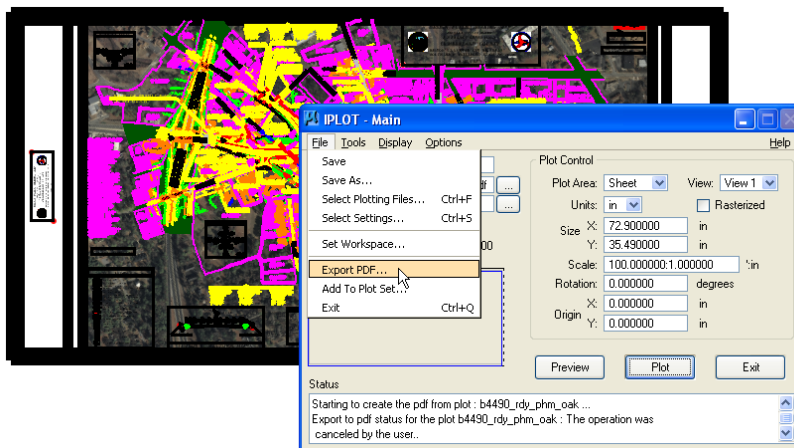 IPLOT - Main
File Tools Display Options Help
Save
Save As...
Select Plotting Files... Ctrl+F
Select Settings... Ctrl+S
Set Workspace...
Export PDF...
Add To Plot Set...
Exit Ctrl+Q
df ...
...
00
Plot Control
Plot Area: Sheet View: View 1
Units: in Rasterized
Size X: 72.900000 in
Y: 35.490000 in
Scale: 100.000000:1.000000 ':in
Rotation: 0.000000 degrees
Origin X: 0.000000 in
Y: 0.000000 in
Preview Plot Exit
Status
Starting to create the pdf from plot : b4490_rdy_phm_oak ...
Export to pdf status for the plot b4490_rdy_phm_oak : The operation was
canceled by the user..